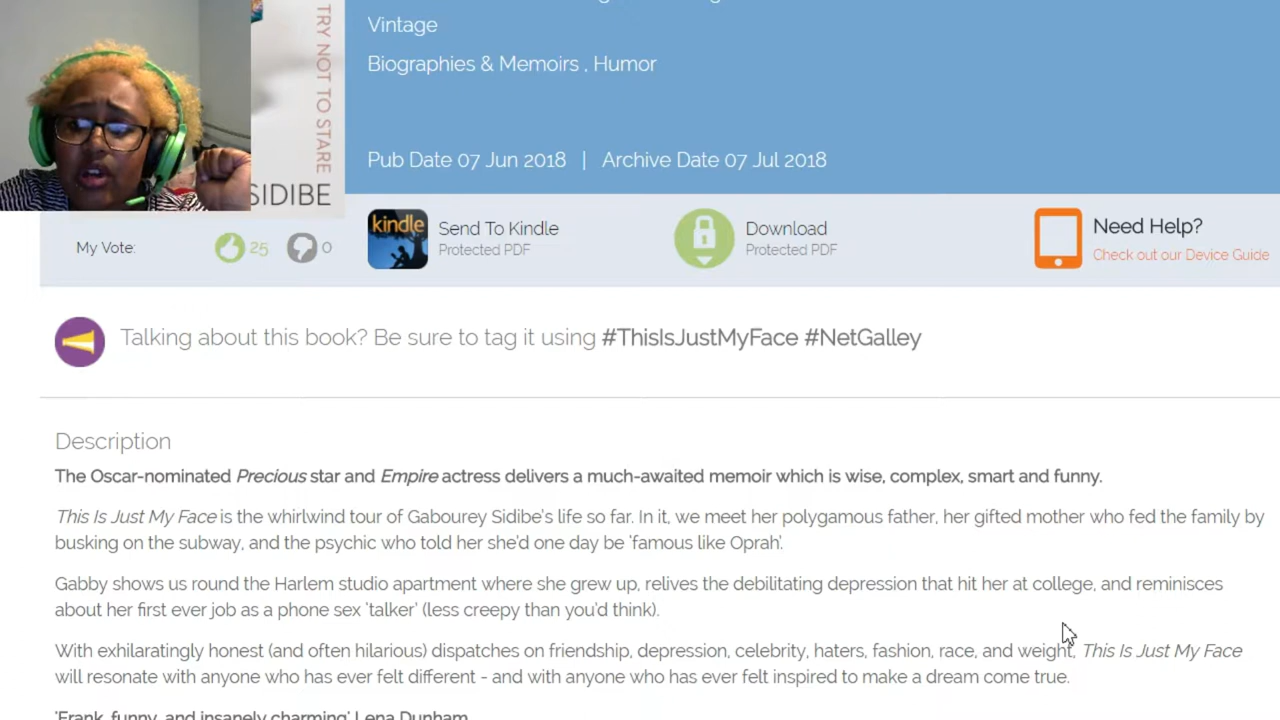 TRY NOT TO STARE
SIDIBE
Vintage
Biographies & Memoirs , Humor
Pub Date 07 Jun 2018 | Archive Date 07 Jul 2018
My Vote: 25 0
kindle
Send To Kindle
Protected PDF
Download
Protected PDF
Need Help?
Check out our Device Guide
Talking about this book? Be sure to tag it using #ThisIsJustMyFace #NetGalley
Description
The Oscar-nominated Precious star and Empire actress delivers a much-awaited memoir which is wise, complex, smart and funny.
This Is Just My Face is the whirlwind tour of Gabourey Sidibe's life so far. In it, we meet her polygamous father, her gifted mother who fed the family by
busking on the subway, and the psychic who told her she'd one day be 'famous like Oprah'.
Gabby shows us round the Harlem studio apartment where she grew up, relives the debilitating depression that hit her at college, and reminisces
about her first ever job as a phone sex 'talker' (less creepy than you'd think).
With exhilaratingly honest (and often hilarious) dispatches on friendship, depression, celebrity, haters, fashion, race, and weight, This Is Just My Face
will resonate with anyone who has ever felt different - and with anyone who has ever felt inspired to make a dream come true.
'Frank, funny, and insanely charming' Lena Dunham